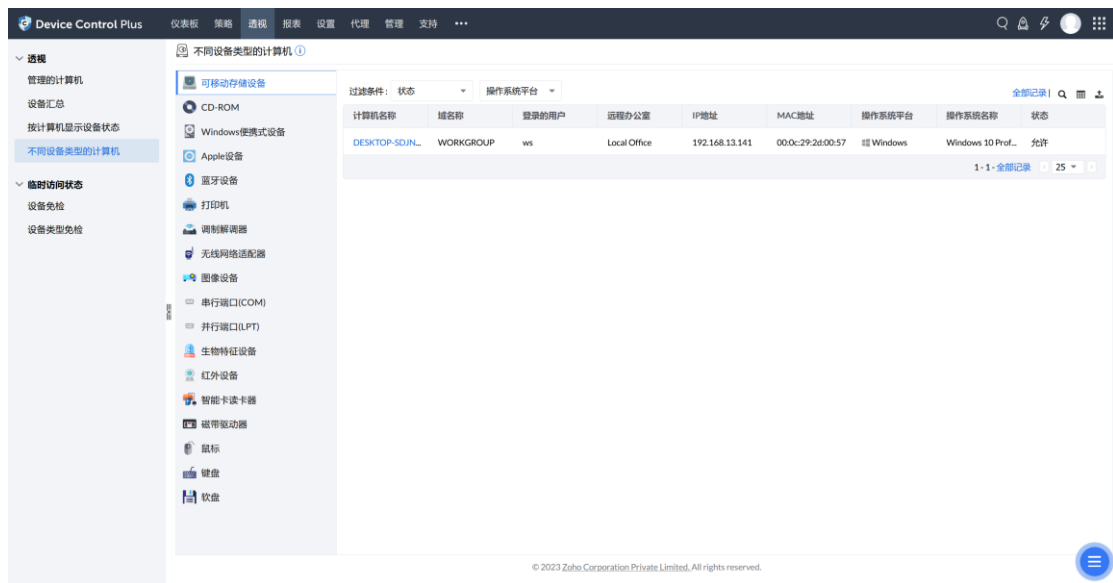 Device Control Plus 仪表板 策略 透视 报表 设置 代理 管理 支持 •••
透视
管理的计算机
设备汇总
按计算机显示设备状态
不同设备类型的计算机
临时访问状态
设备免检
设备类型免检
不同设备类型的计算机
可移动存储设备
CD-ROM
Windows便携式设备
Apple设备
蓝牙设备
打印机
调制解调器
无线网络适配器
图像设备
串行端口(COM)
并行端口(LPT)
生物特征设备
红外设备
智能卡读卡器
磁带驱动器
鼠标
键盘
软盘
过滤条件: 状态 操作系统平台
全部记录|
计算机名称 域名称 登录的用户 远程办公室 IP地址 MAC地址 操作系统平台 操作系统名称 状态
DESKTOP-SDJN... WORKGROUP ws Local Office 192.168.13.141 00:0c:29:2d:00:57 Windows Windows 10 Prof... 允许
1 - 1 - 全部记录 25
© 2023 Zoho Corporation Private Limited. All rights reserved.